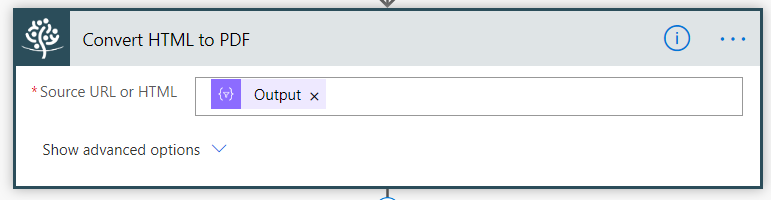 Convert HTML to PDF
*Source URL or HTML
{v} Output ×
Show advanced options